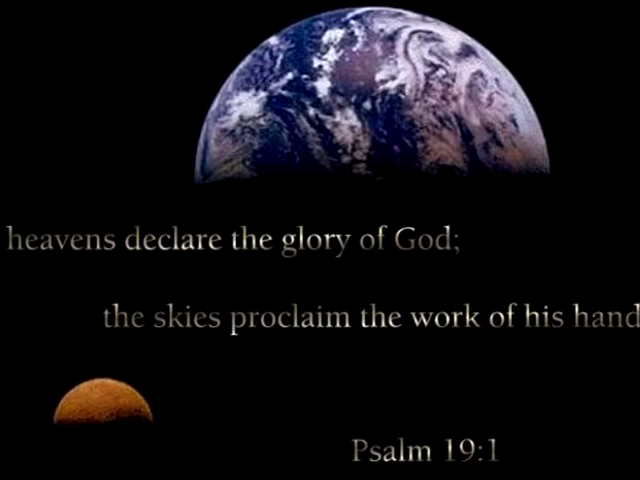 heavens declare the glory of God;
the skies proclaim the work of his hand
Psalm 19:1